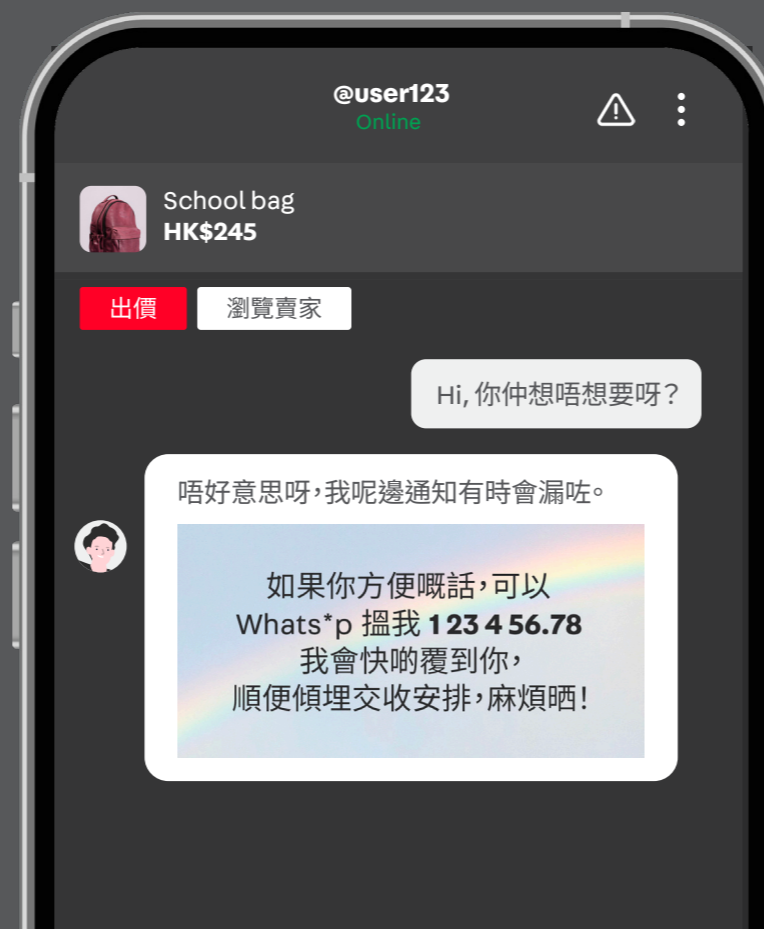 @user123
Online
School bag
HK$245
出價
瀏覽賣家
Hi, 你仲想唔想要呀？
唔好意思呀，我呢邊通知有時會漏咗。
如果你方便嘅話，可以
Whats*p 搵我 1 23 4 56.78
我會快啲覆到你，
順便傾埋交收安排，麻煩晒！